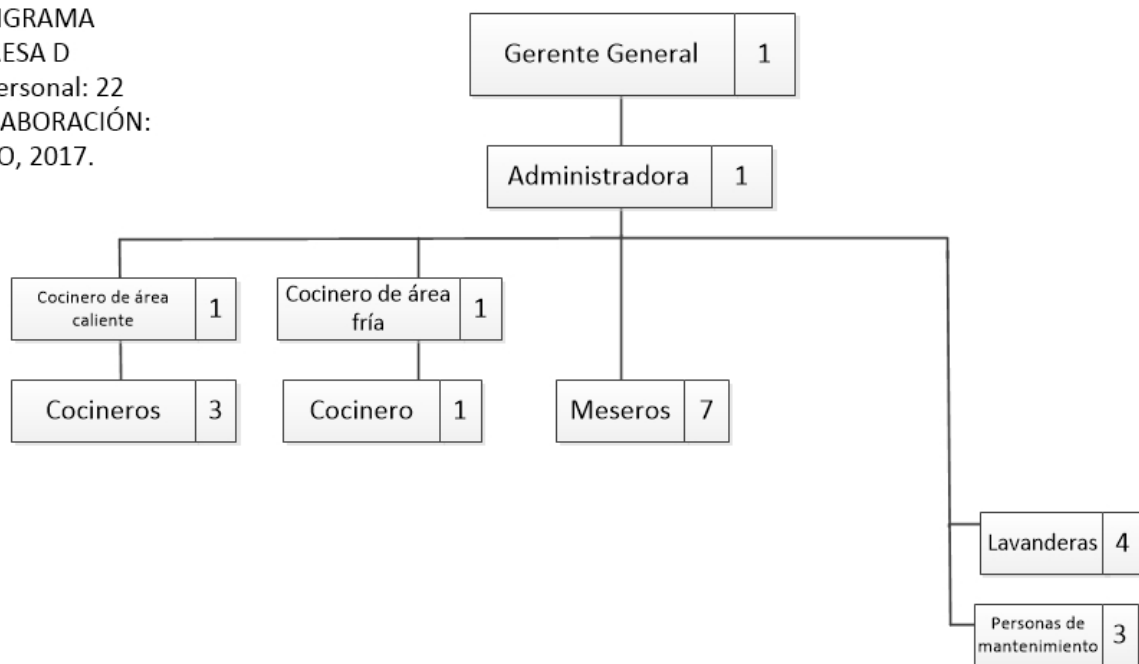 IGRAMA
ESA D
ersonal: 22
ABORACIÓN:
O, 2017.
Gerente General 1
Administradora 1
Cocinero de área
caliente
1
Cocinero de área
fría
1
Cocineros 3
Cocinero 1
Meseros 7
Lavanderas 4
Personas de
mantenimiento
3